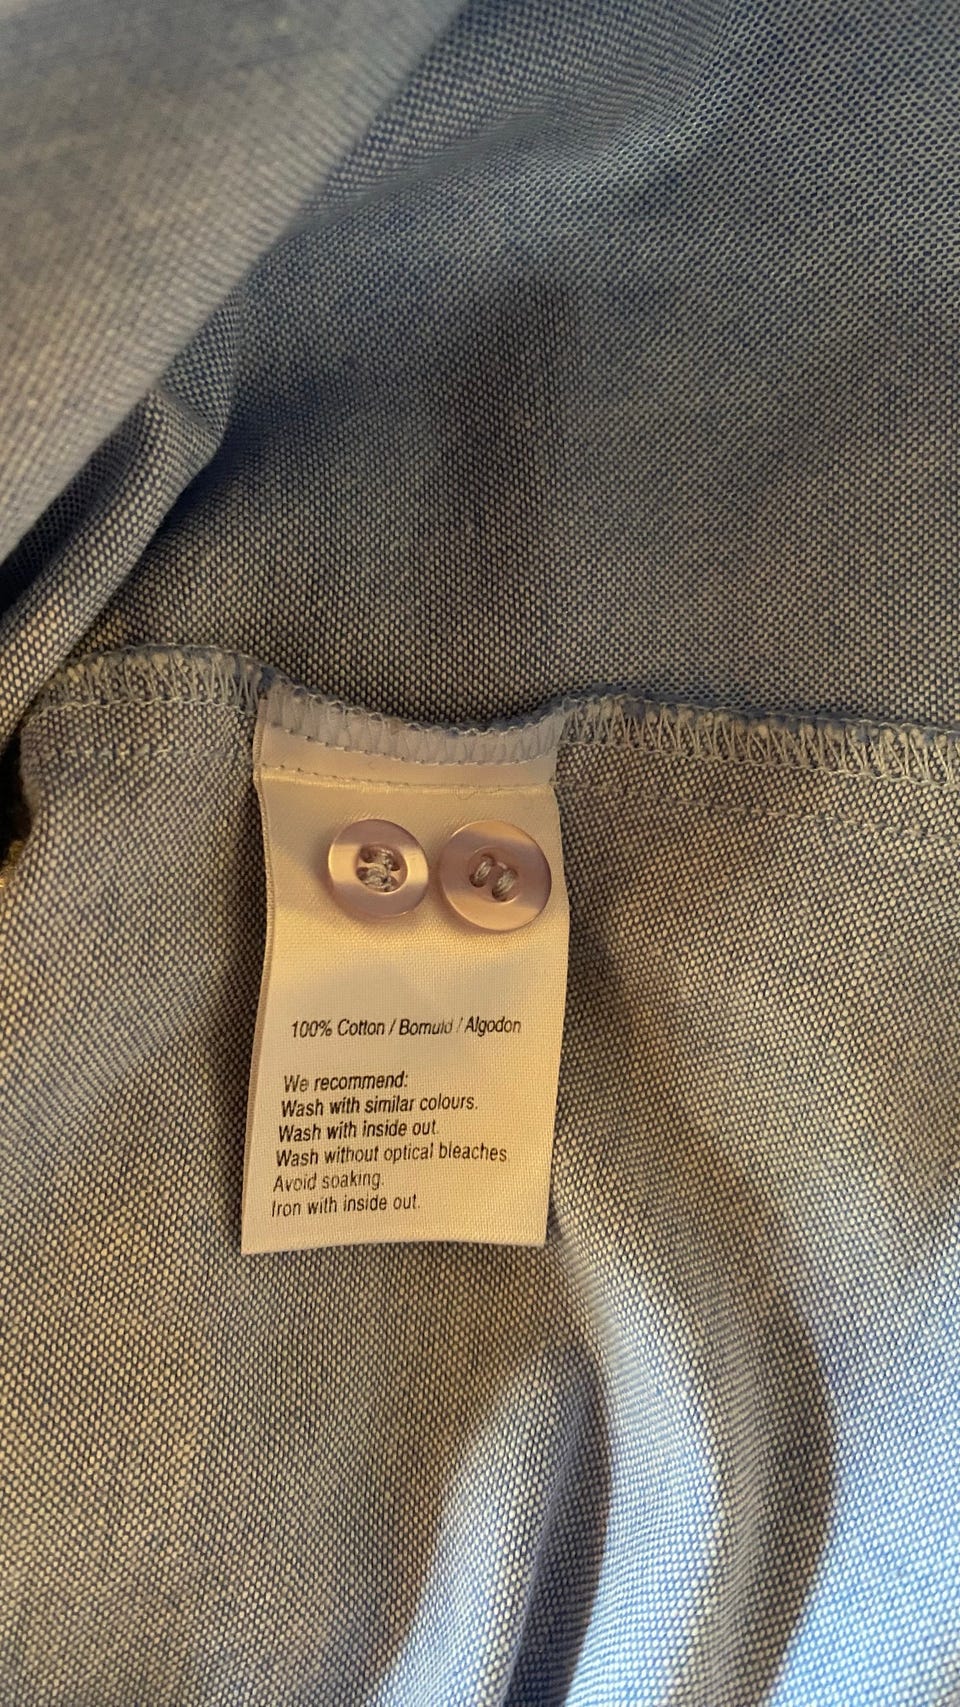 100% Cotton / Bomuld / Algodon
We recommend:
Wash with similar colours.
Wash with inside out.
Wash without optical bleaches
Avoid soaking.
Iron with inside out.